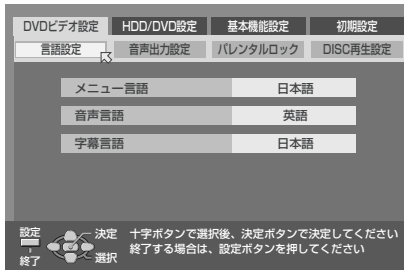 DVDビデオ設定 HDD/DVD設定 基本機能設定 初期設定
言語設定 音声出力設定 パレンタルロック DISC再生設定
メニュー言語 日本語
音声言語 英語
字幕言語 日本語
設定 決定 十字ボタンで選択後、決定ボタンで決定してください
終了 選択 終了する場合は、設定ボタンを押してください